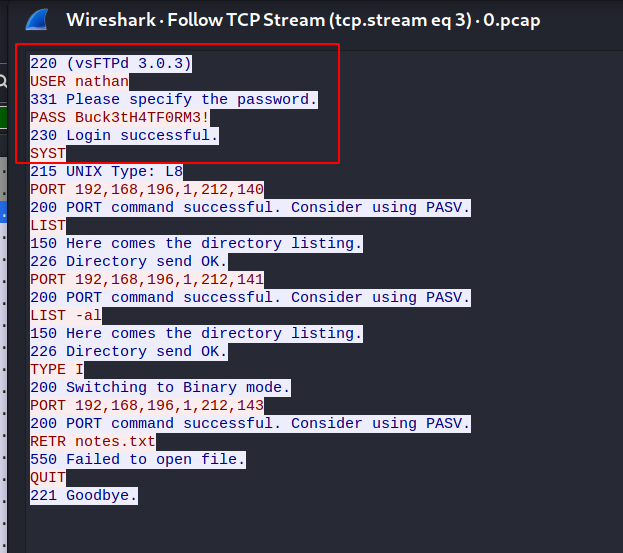 Wireshark · Follow TCP Stream (tcp.stream eq 3) · 0.pcap
220 (vsFTPd 3.0.3)
USER nathan
331 Please specify the password.
PASS Buck3tH4TF0RM3!
230 Login successful.
SYST
215 UNIX Type: L8
PORT 192,168,196,1,212,140
200 PORT command successful. Consider using PASV.
LIST
150 Here comes the directory listing.
226 Directory send OK.
PORT 192,168,196,1,212,141
200 PORT command successful. Consider using PASV.
LIST -al
150 Here comes the directory listing.
226 Directory send OK.
TYPE I
200 Switching to Binary mode.
PORT 192,168,196,1,212,143
200 PORT command successful. Consider using PASV.
RETR notes.txt
550 Failed to open file.
QUIT
221 Goodbye.